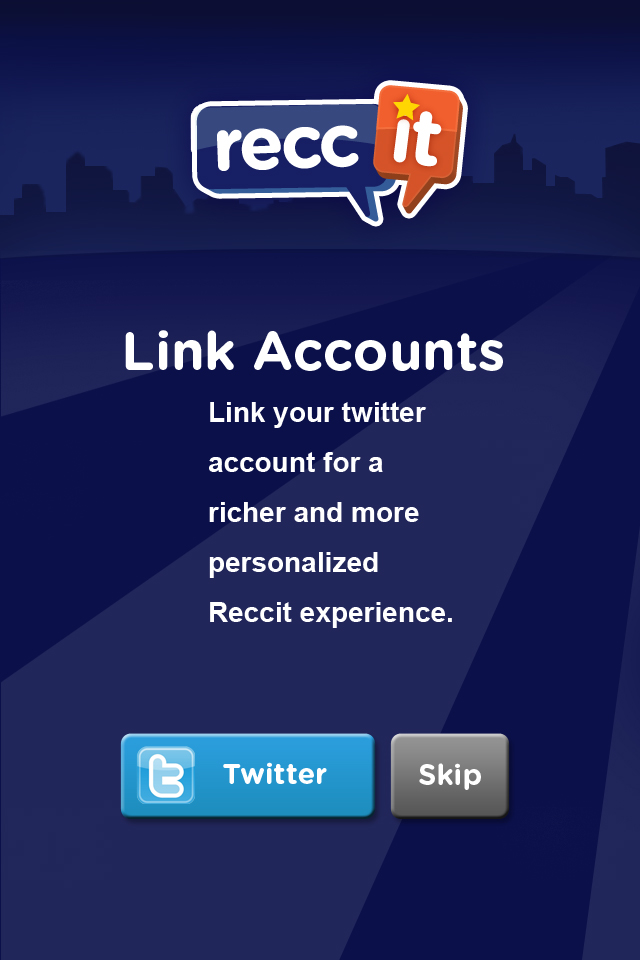 recc it
Link Accounts
Link your twitter
account for a
richer and more
personalized
Reccit experience.
Twitter Skip